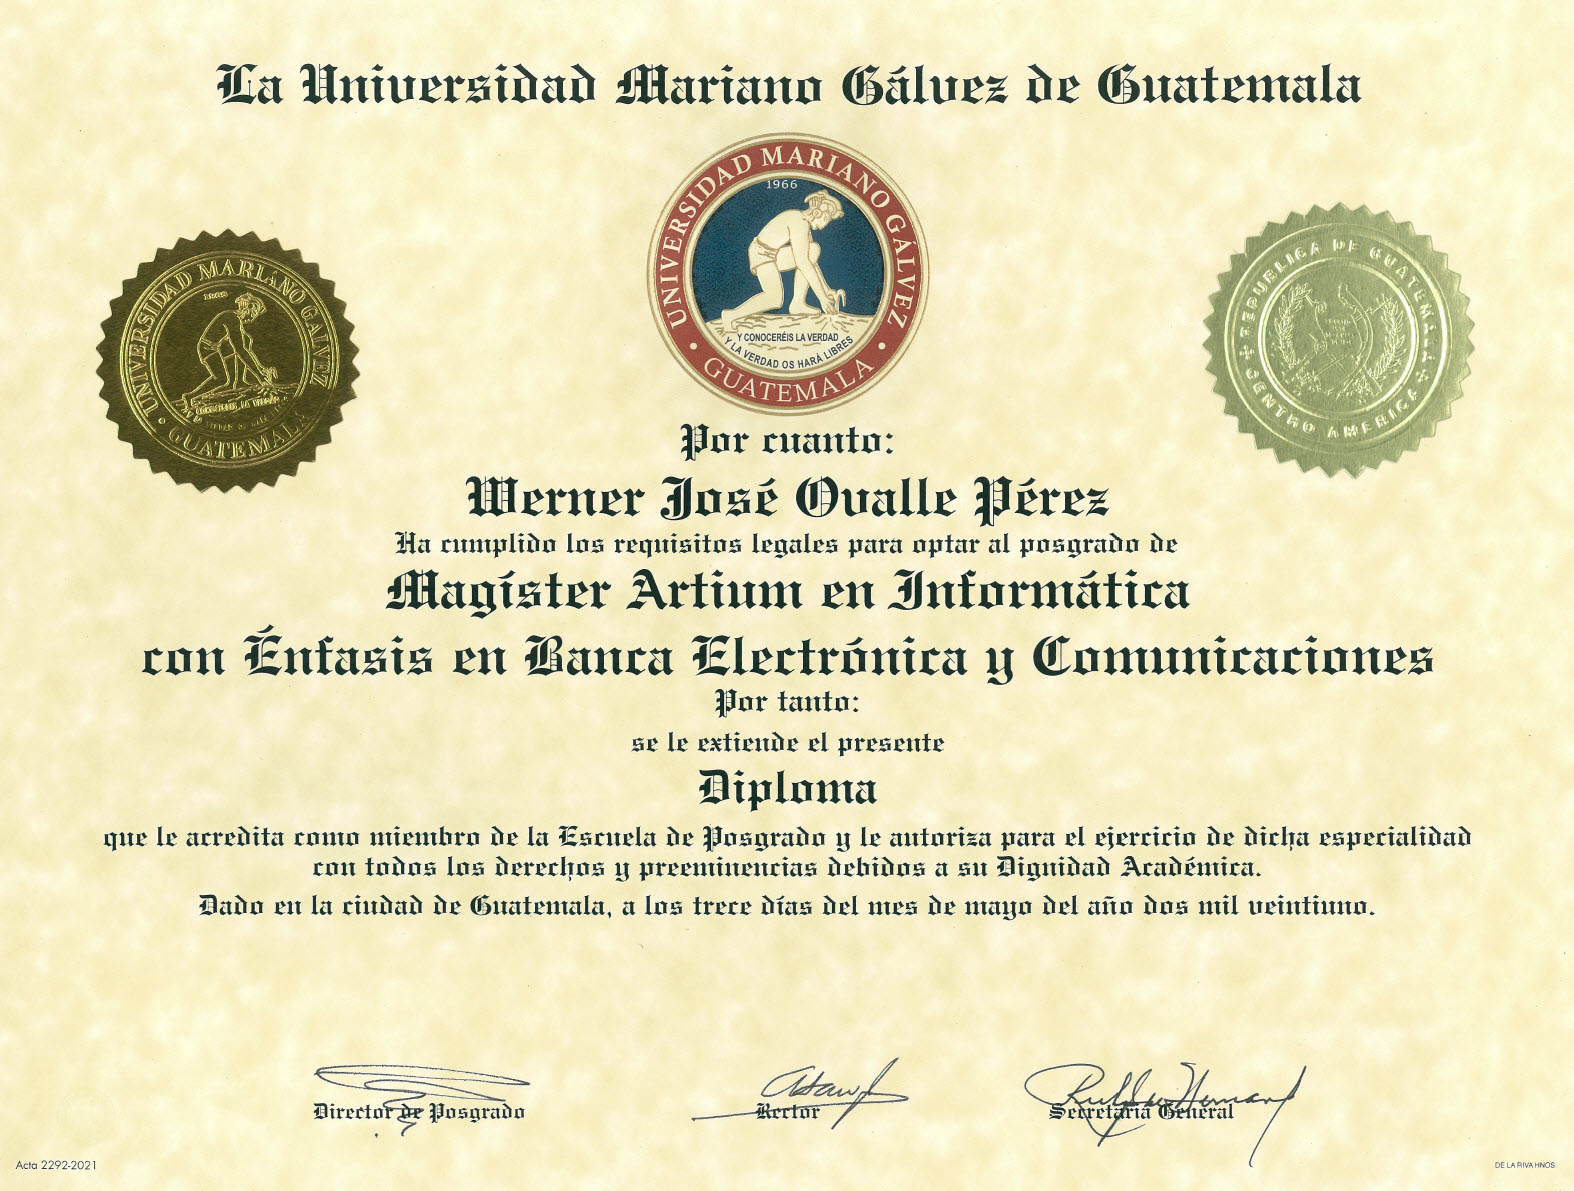 La Universidad Mariano Gálvez de Guatemala
UNIVERSIDAD MARIANO GÁLVEZ
1966
Y CONOCERÉIS LA VERDAD
Y LA VERDAD OS HARÁ LIBRES
GUATEMALA
UNIVERSIDAD MARIANO GALVEZ
GUATEMALA
REPUBLICA DE GUATEMALA
CENTRO AMERICA
Por cuanto:
Werner José Ovalle Pérez
Ha cumplido los requisitos legales para optar al posgrado de
Magíster Artium en Informática
con Énfasis en Banca Electrónica y Comunicaciones
Por tanto:
se le extiende el presente
Diploma
que le acredita como miembro de la Escuela de Posgrado y le autoriza para el ejercicio de dicha especialidad
con todos los derechos y preeminencias debidos a su Dignidad Académica.
Dado en la ciudad de Guatemala, a los trece días del mes de mayo del año dos mil veintiuno.
Director de Posgrado
Rector
Secretaria General
Acta 2292-2021
DE LA RIVA HNOS.